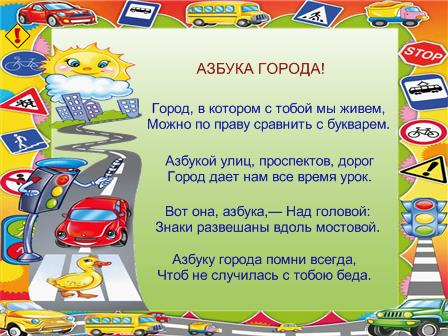 АЗБУКА ГОРОДА!
Город, в котором с тобой мы живем,
Можно по праву сравнить с букварем.
Азбукой улиц, проспектов, дорог
Город дает нам все время урок.
Вот она, азбука,— Над головой:
Знаки развешаны вдоль мостовой.
Азбуку города помни всегда,
Чтоб не случилась с тобою беда.
STOP